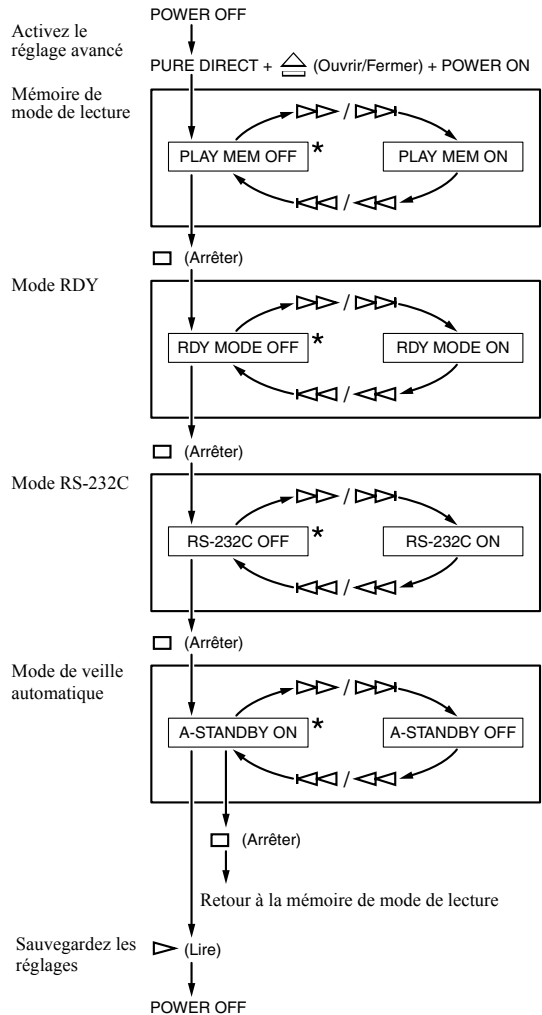 POWER OFF
Activez le
réglage avancé
PURE DIRECT + (Ouvrir/Fermer) + POWER ON
Mémoire de
mode de lecture
/
PLAY MEM OFF * PLAY MEM ON
/
(Arrêter)
Mode RDY
/
RDY MODE OFF * RDY MODE ON
/
(Arrêter)
Mode RS-232C
/
RS-232C OFF * RS-232C ON
/
(Arrêter)
Mode de veille
automatique
/
A-STANDBY ON * A-STANDBY OFF
/
(Arrêter)
Retour à la mémoire de mode de lecture
Sauvegardez les
réglages
(Lire)
POWER OFF